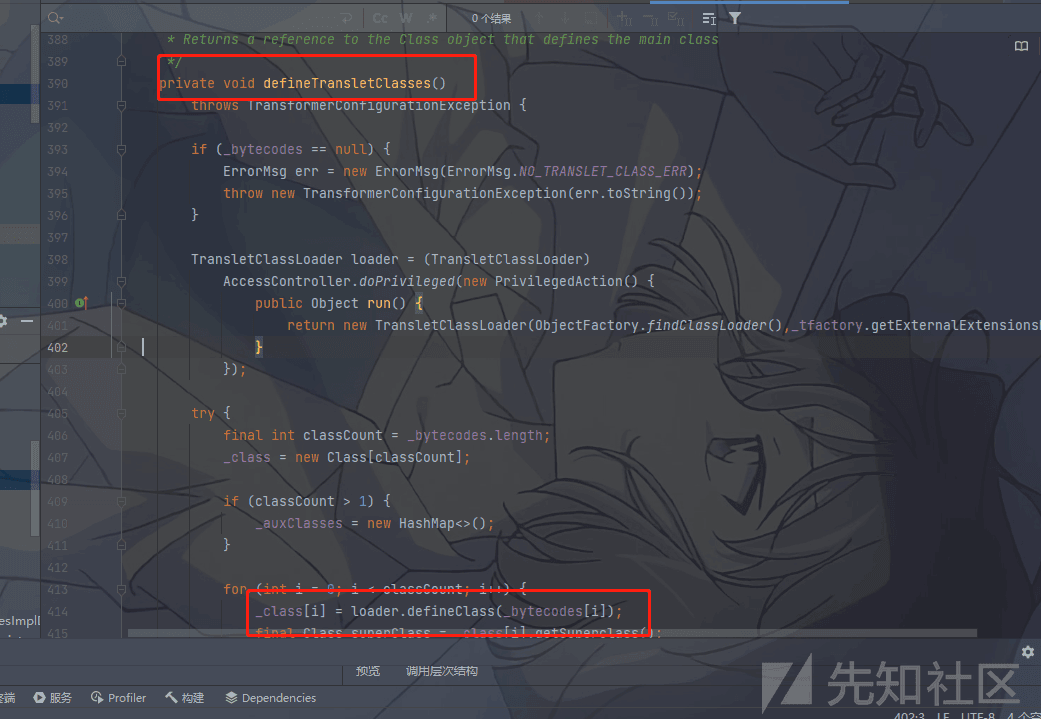 Cc W .* 0 个结果
388 * Returns a reference to the Class object that defines the main class
389 */
390 private void defineTransletClasses()
391 throws TransformerConfigurationException {
392
393 if (_bytecodes == null) {
394 ErrorMsg err = new ErrorMsg(ErrorMsg.NO_TRANSLET_CLASS_ERR);
395 throw new TransformerConfigurationException(err.toString());
396 }
397
398 TransletClassLoader loader = (TransletClassLoader)
399 AccessController.doPrivileged(new PrivilegedAction() {
400 public Object run() {
401 return new TransletClassLoader(ObjectFactory.findClassLoader(),_tfactory.getExternalExtensions
402 }
403 });
404
405 try {
406 final int classCount = _bytecodes.length;
407 _class = new Class[classCount];
408
409 if (classCount > 1) {
410 _auxClasses = new HashMap<>();
411 }
412
413 for (int i = 0; i < classCount; i++) {
414 _class[i] = loader.defineClass(_bytecodes[i]);
415 final Class superClass = _class[i].getSuperclass();
esImpl
预览 调用层次结构
终端 服务 Profiler 构建 Dependencies
先知社区
402:3 LF UTF-8 4 个空